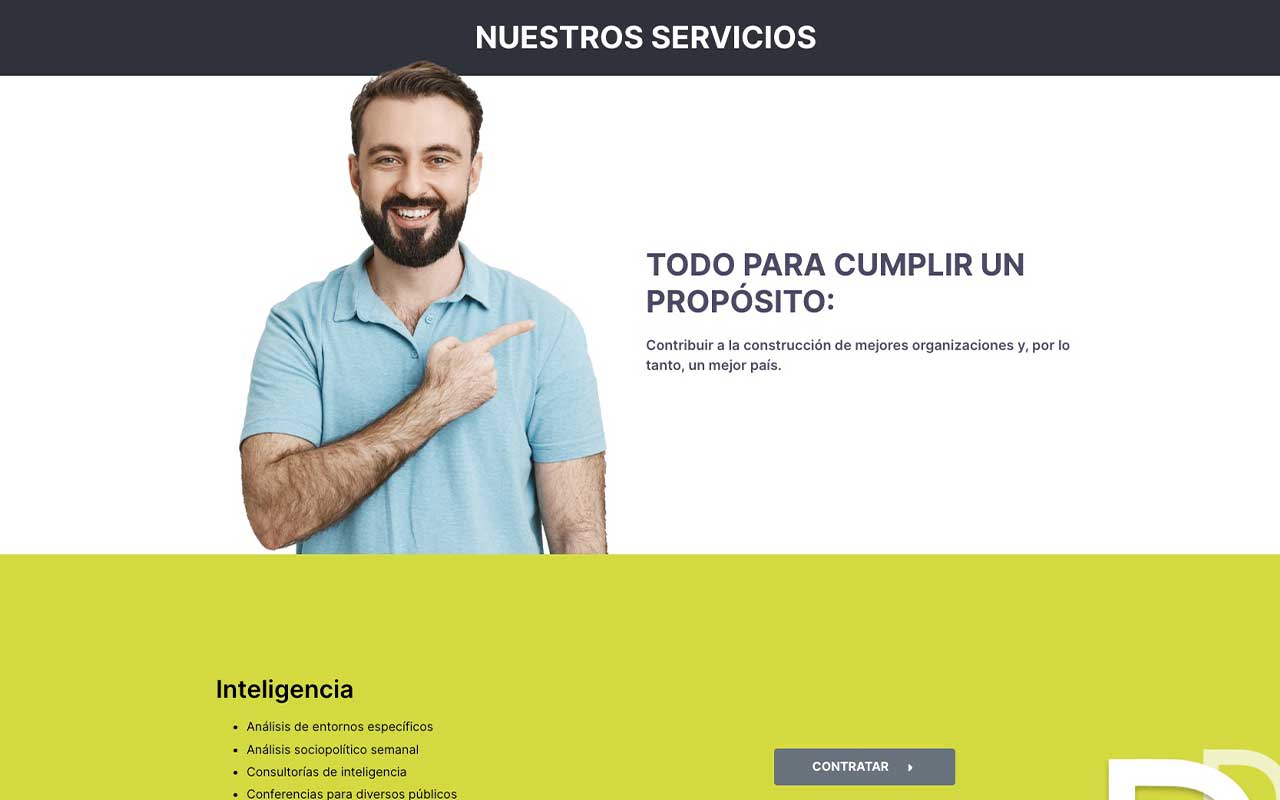 NUESTROS SERVICIOS
TODO PARA CUMPLIR UN
PROPÓSITO:
Contribuir a la construcción de mejores organizaciones y, por lo
tanto, un mejor país.
Inteligencia
• Análisis de entornos específicos
• Análisis sociopolítico semanal
• Consultorías de inteligencia
• Conferencias para diversos públicos
CONTRATAR